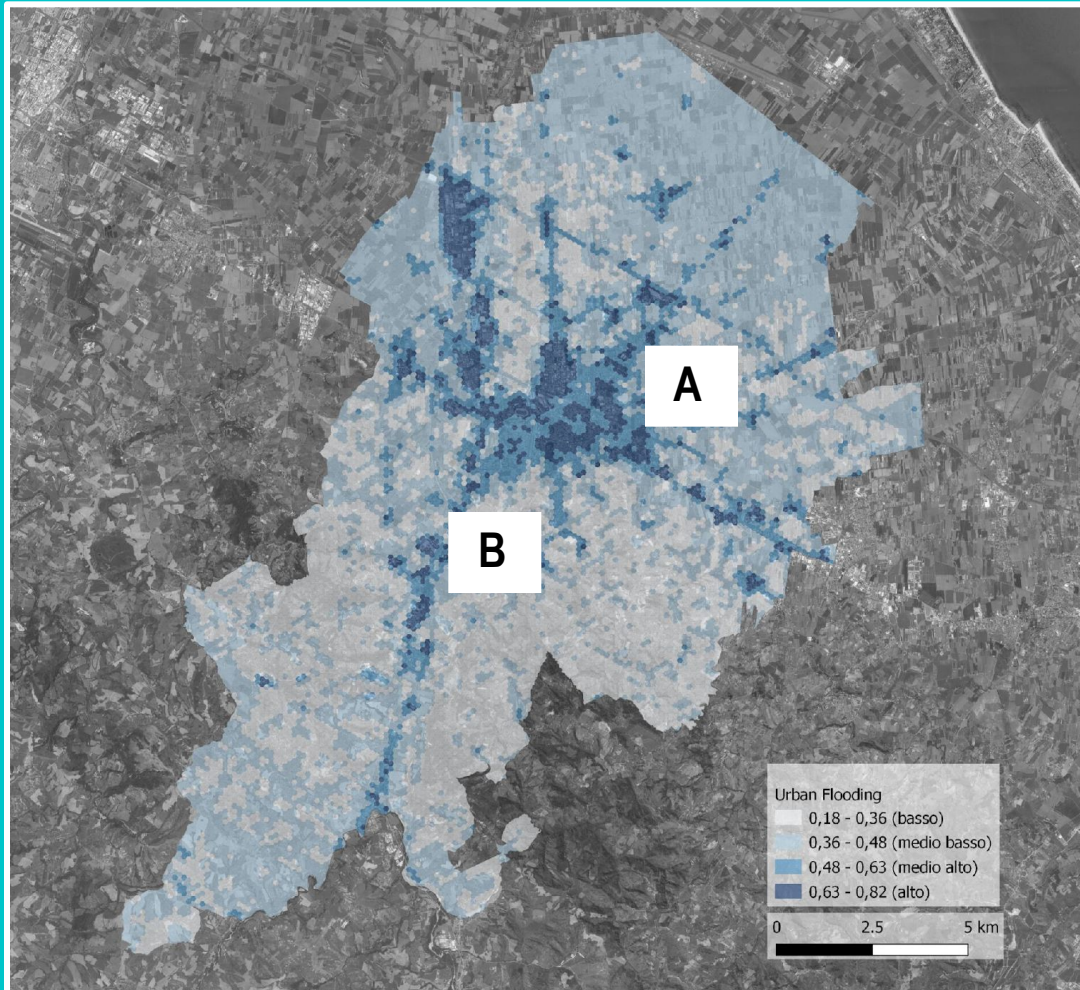 A
B
Urban Flooding
0,18 - 0,36 (basso)
0,36 - 0,48 (medio basso)
0,48 - 0,63 (medio alto)
0,63 - 0,82 (alto)
0 2.5 5 km